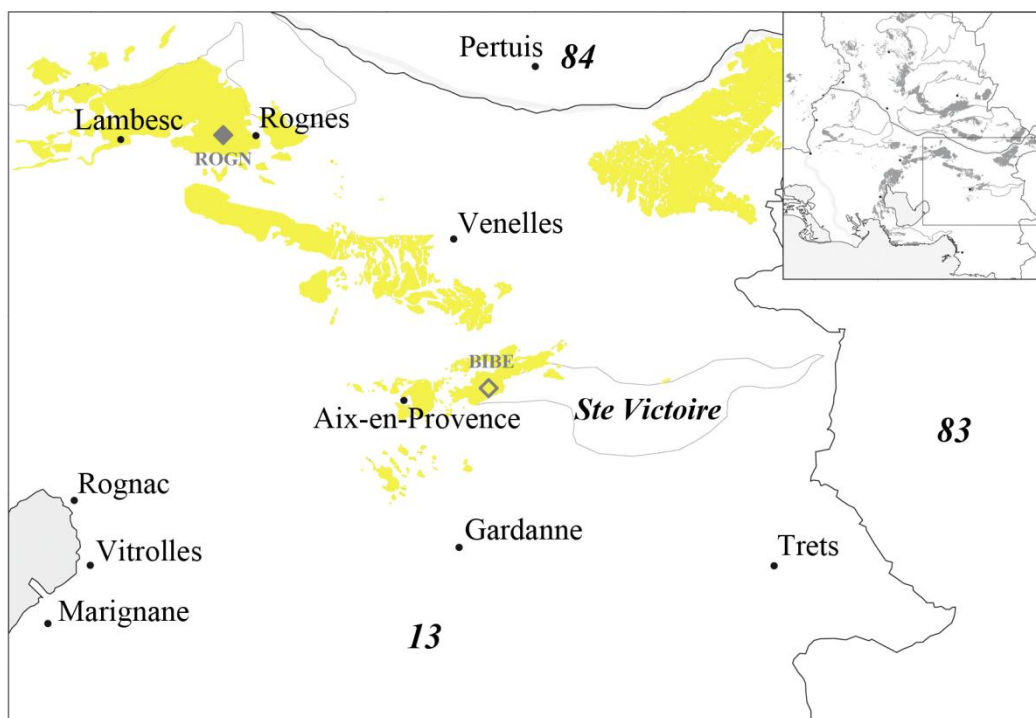 Pertuis
84
Lambesc
Rognes
ROGN
Venelles
BIBE
Aix-en-Provence
Ste Victoire
83
Rognac
Gardanne
Vitrolles
Trets
Marignane
13